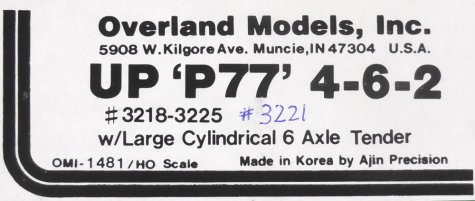 Overland Models, Inc.
5908 W. Kilgore Ave. Muncie, IN 47304 U.S.A.
UP 'P77' 4-6-2
#3218-3225 #3221
w/Large Cylindrical 6 Axle Tender
OMI-1481/HO Scale Made in Korea by Ajin Precision